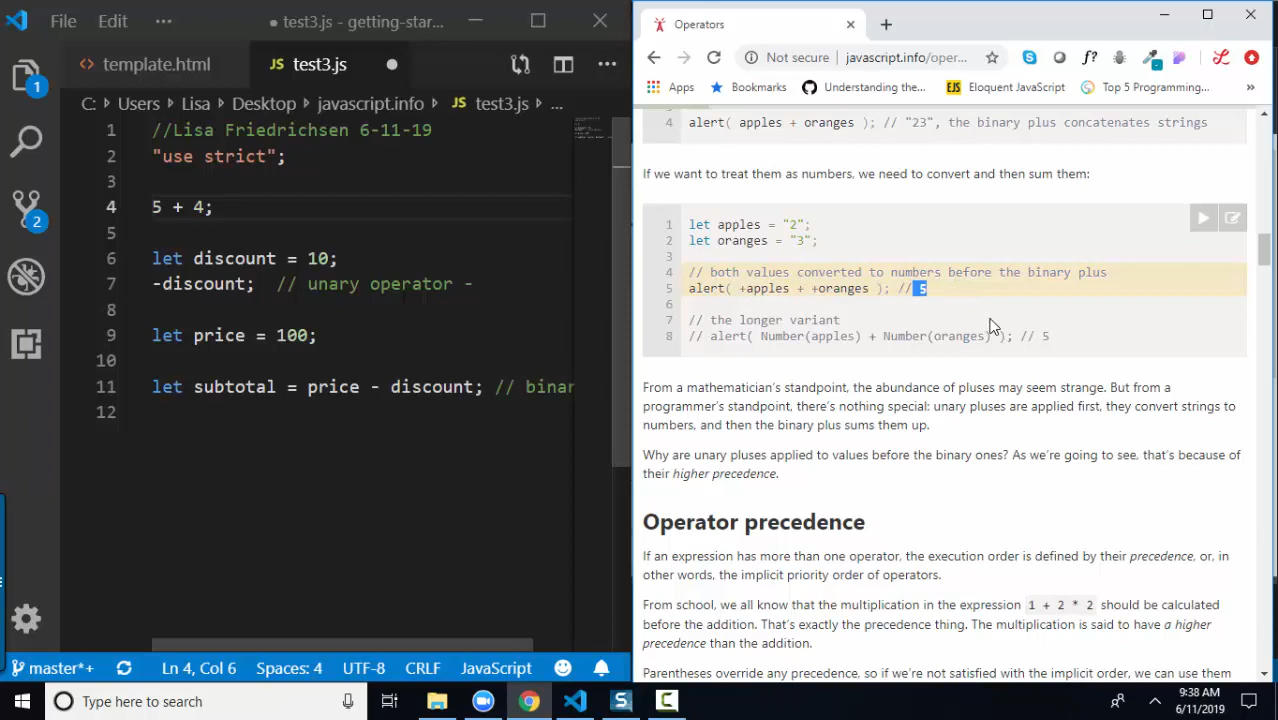 File Edit ··· ● test3.js - getting-star...
<> template.html JS test3.js ●
C: > Users > Lisa > Desktop > javascript.info > JS test3.js > ...
1 //Lisa Friedrichsen 6-11-19
2 "use strict";
3
4 5 + 4;
5
6 let discount = 10;
7 -discount;  // unary operator -
8
9 let price = 100;
10
11 let subtotal = price - discount; // binar
12
1
2
master*+ Ln 4, Col 6 Spaces: 4 UTF-8 CRLF JavaScript
Operators
Not secure | javascript.info/oper... f?
Apps Bookmarks Understanding the... EJS Eloquent JavaScript Top 5 Programming... »
4 alert( apples + oranges ); // "23", the binary plus concatenates strings
If we want to treat them as numbers, we need to convert and then sum them:
1 let apples = "2";
2 let oranges = "3";
3
4 // both values converted to numbers before the binary plus
5 alert( +apples + +oranges ); // 5
6
7 // the longer variant
8 // alert( Number(apples) + Number(oranges) ); // 5
From a mathematician's standpoint, the abundance of pluses may seem strange. But from a
programmer's standpoint, there's nothing special: unary pluses are applied first, they convert strings to
numbers, and then the binary plus sums them up.
Why are unary pluses applied to values before the binary ones? As we're going to see, that's because of
their higher precedence.
Operator precedence
If an expression has more than one operator, the execution order is defined by their precedence, or, in
other words, the implicit priority order of operators.
From school, we all know that the multiplication in the expression 1 + 2 * 2 should be calculated
before the addition. That's exactly the precedence thing. The multiplication is said to have a higher
precedence than the addition.
Parentheses override any precedence, so if we're not satisfied with the implicit order, we can use them
Type here to search
9:38 AM
6/11/2019